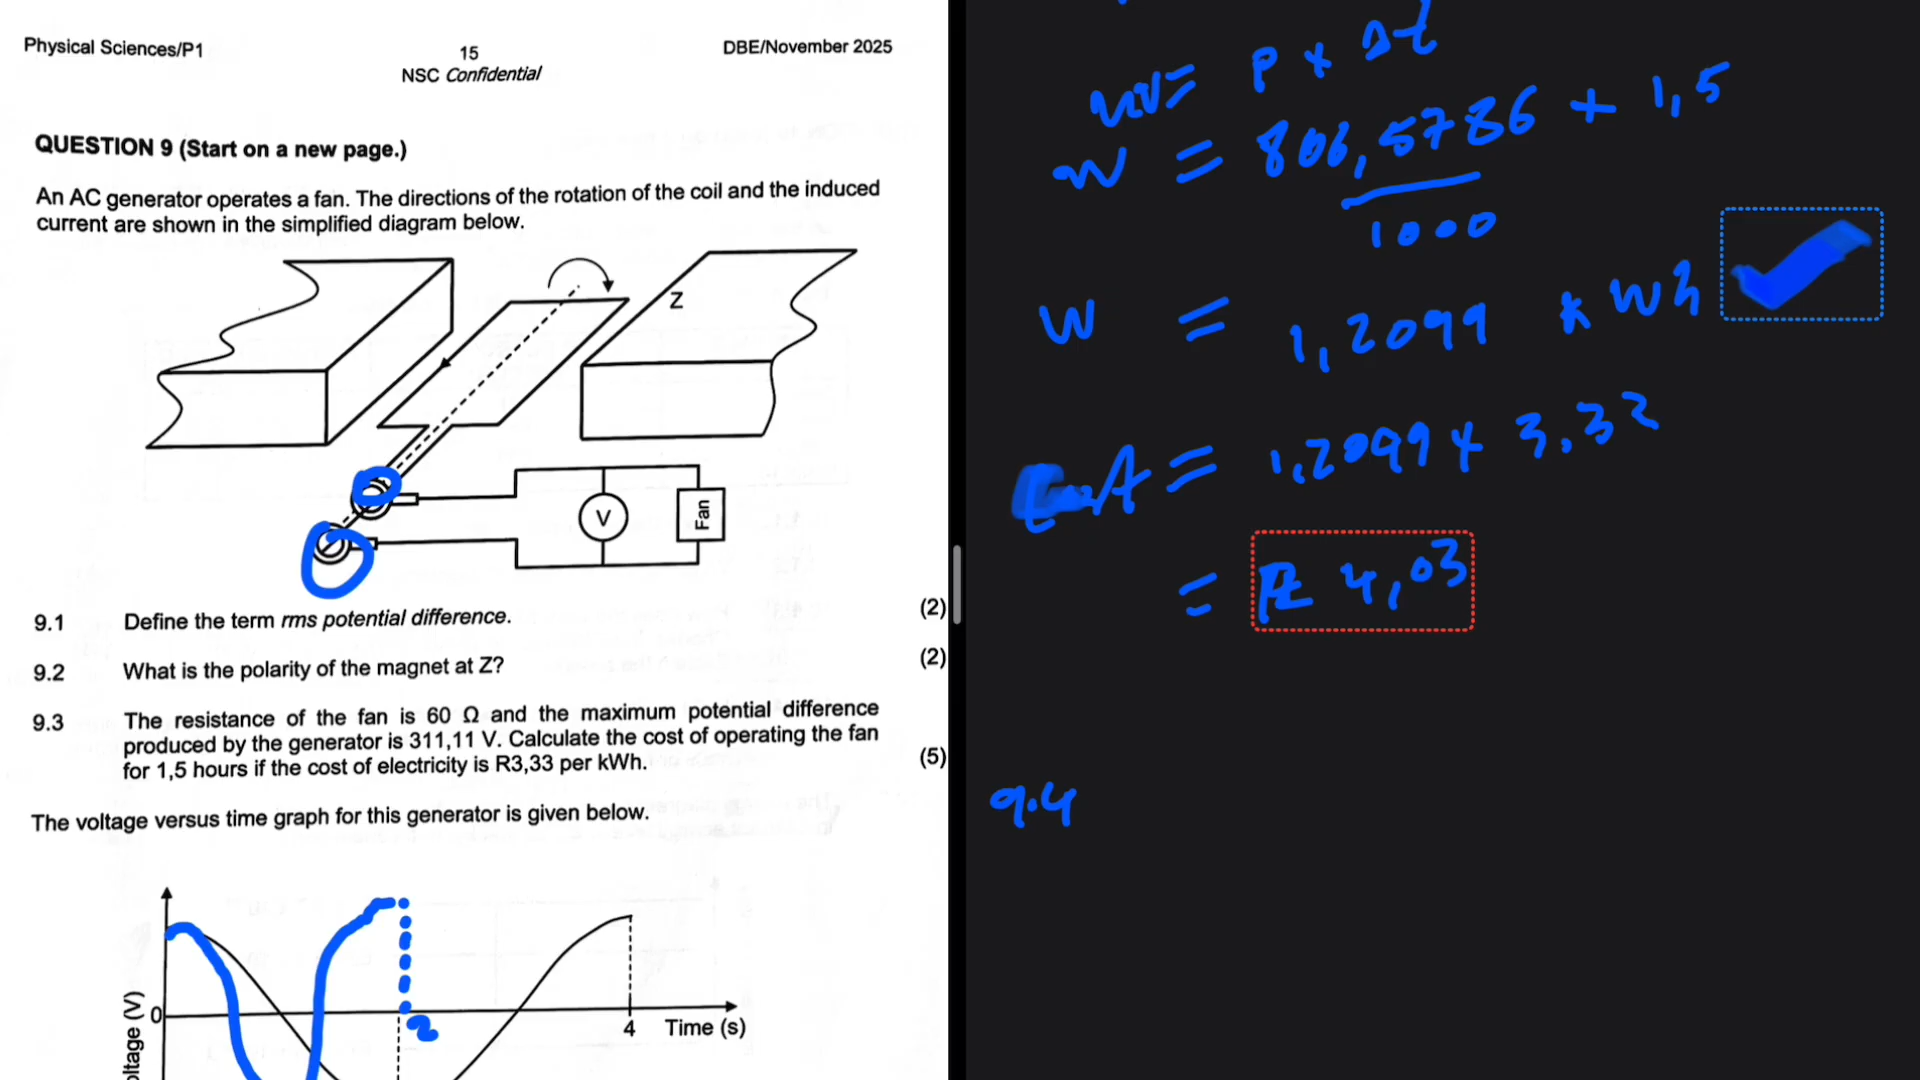 Physical Sciences/P1
15
DBE/November 2025
NSC Confidential
QUESTION 9 (Start on a new page.)
An AC generator operates a fan. The directions of the rotation of the coil and the induced
current are shown in the simplified diagram below.
Z
V
Fan
9.1 Define the term rms potential difference. (2)
9.2 What is the polarity of the magnet at Z? (2)
9.3 The resistance of the fan is 60 Ω and the maximum potential difference
produced by the generator is 311,11 V. Calculate the cost of operating the fan
for 1,5 hours if the cost of electricity is R3,33 per kWh. (5)
The voltage versus time graph for this generator is given below.
0
2
4 Time (s)
= P × Δt
W = 806,5786 × 1,5
1000
W = 1,2099 kWh
= 1,2099 × 3,32
= R 4,03
9.4